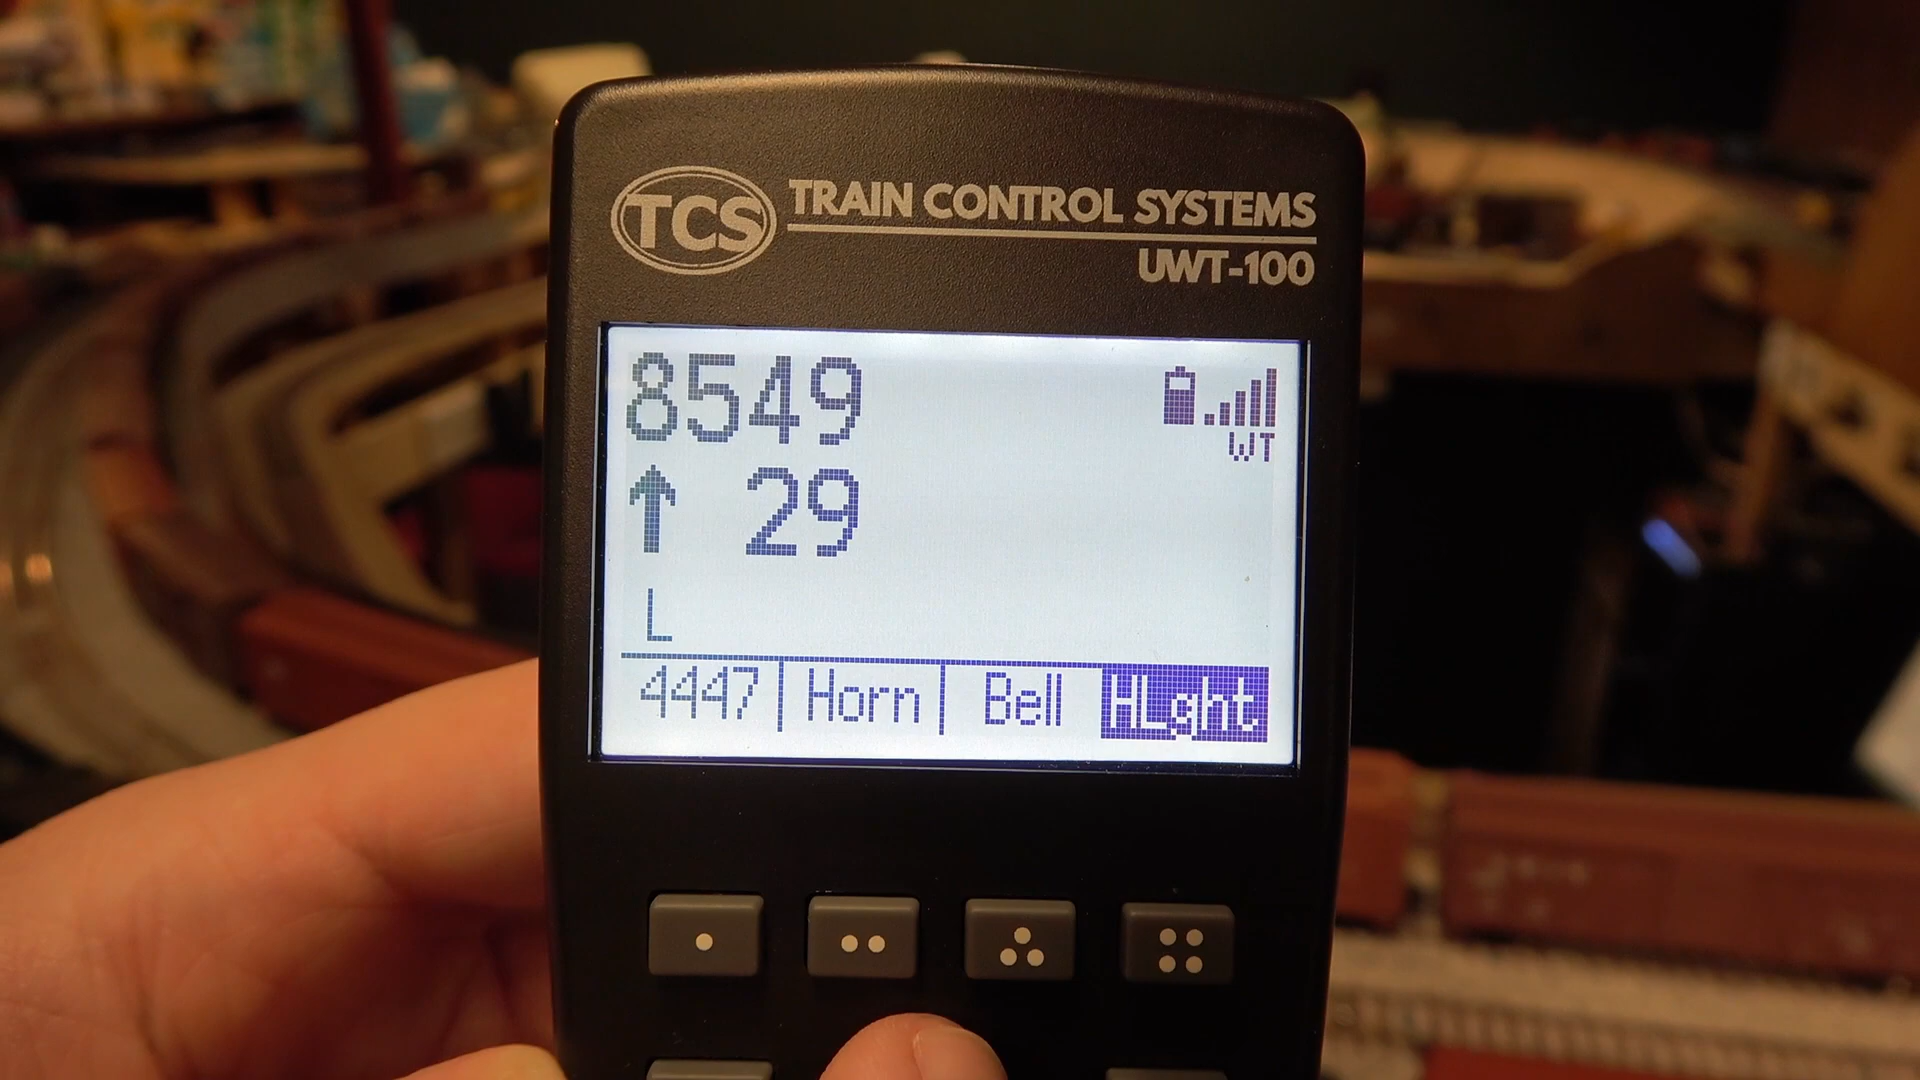 TCS TRAIN CONTROL SYSTEMS
UWT-100
8549
WT
↑ 29
L
4447 | Horn | Bell HLght